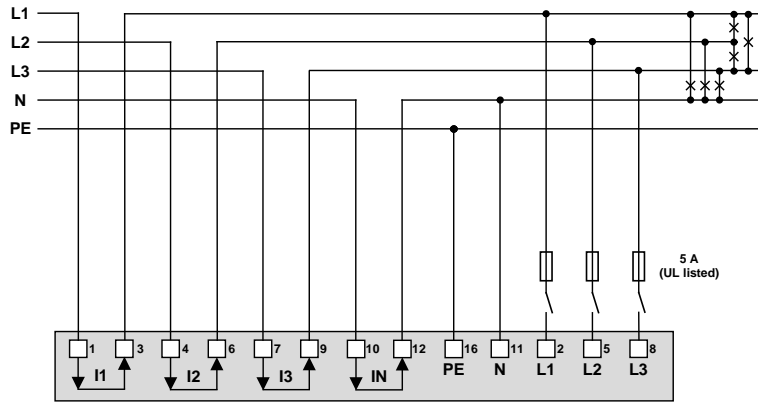 L1
L2
L3
N
PE
5 A
(UL listed)
1 3 4 6 7 9 10 12 16 11 2 5 8
I1 I2 I3 IN PE N L1 L2 L3